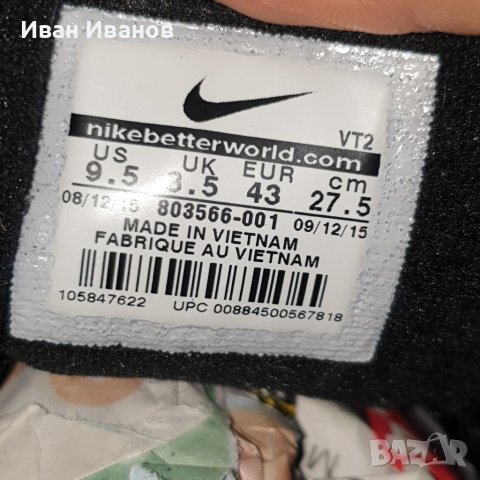 Иван Иванов
VT2
nikebetterworld.com
US UK EUR cm
9.5 8.5 43 27.5
08/12/15 803566-001 09/12/15
MADE IN VIETNAM
FABRIQUE AU VIETNAM
105847622 UPC 00884500567818
BAZAR